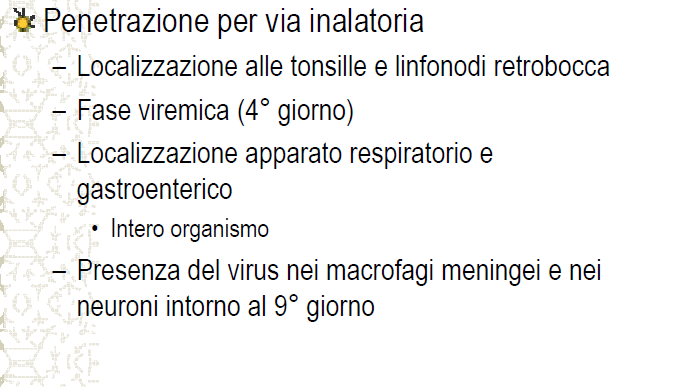 Penetrazione per via inalatoria
– Localizzazione alle tonsille e linfonodi retrobocca
– Fase viremica (4° giorno)
– Localizzazione apparato respiratorio e
gastroenterico
• Intero organismo
– Presenza del virus nei macrofagi meningei e nei
neuroni intorno al 9° giorno